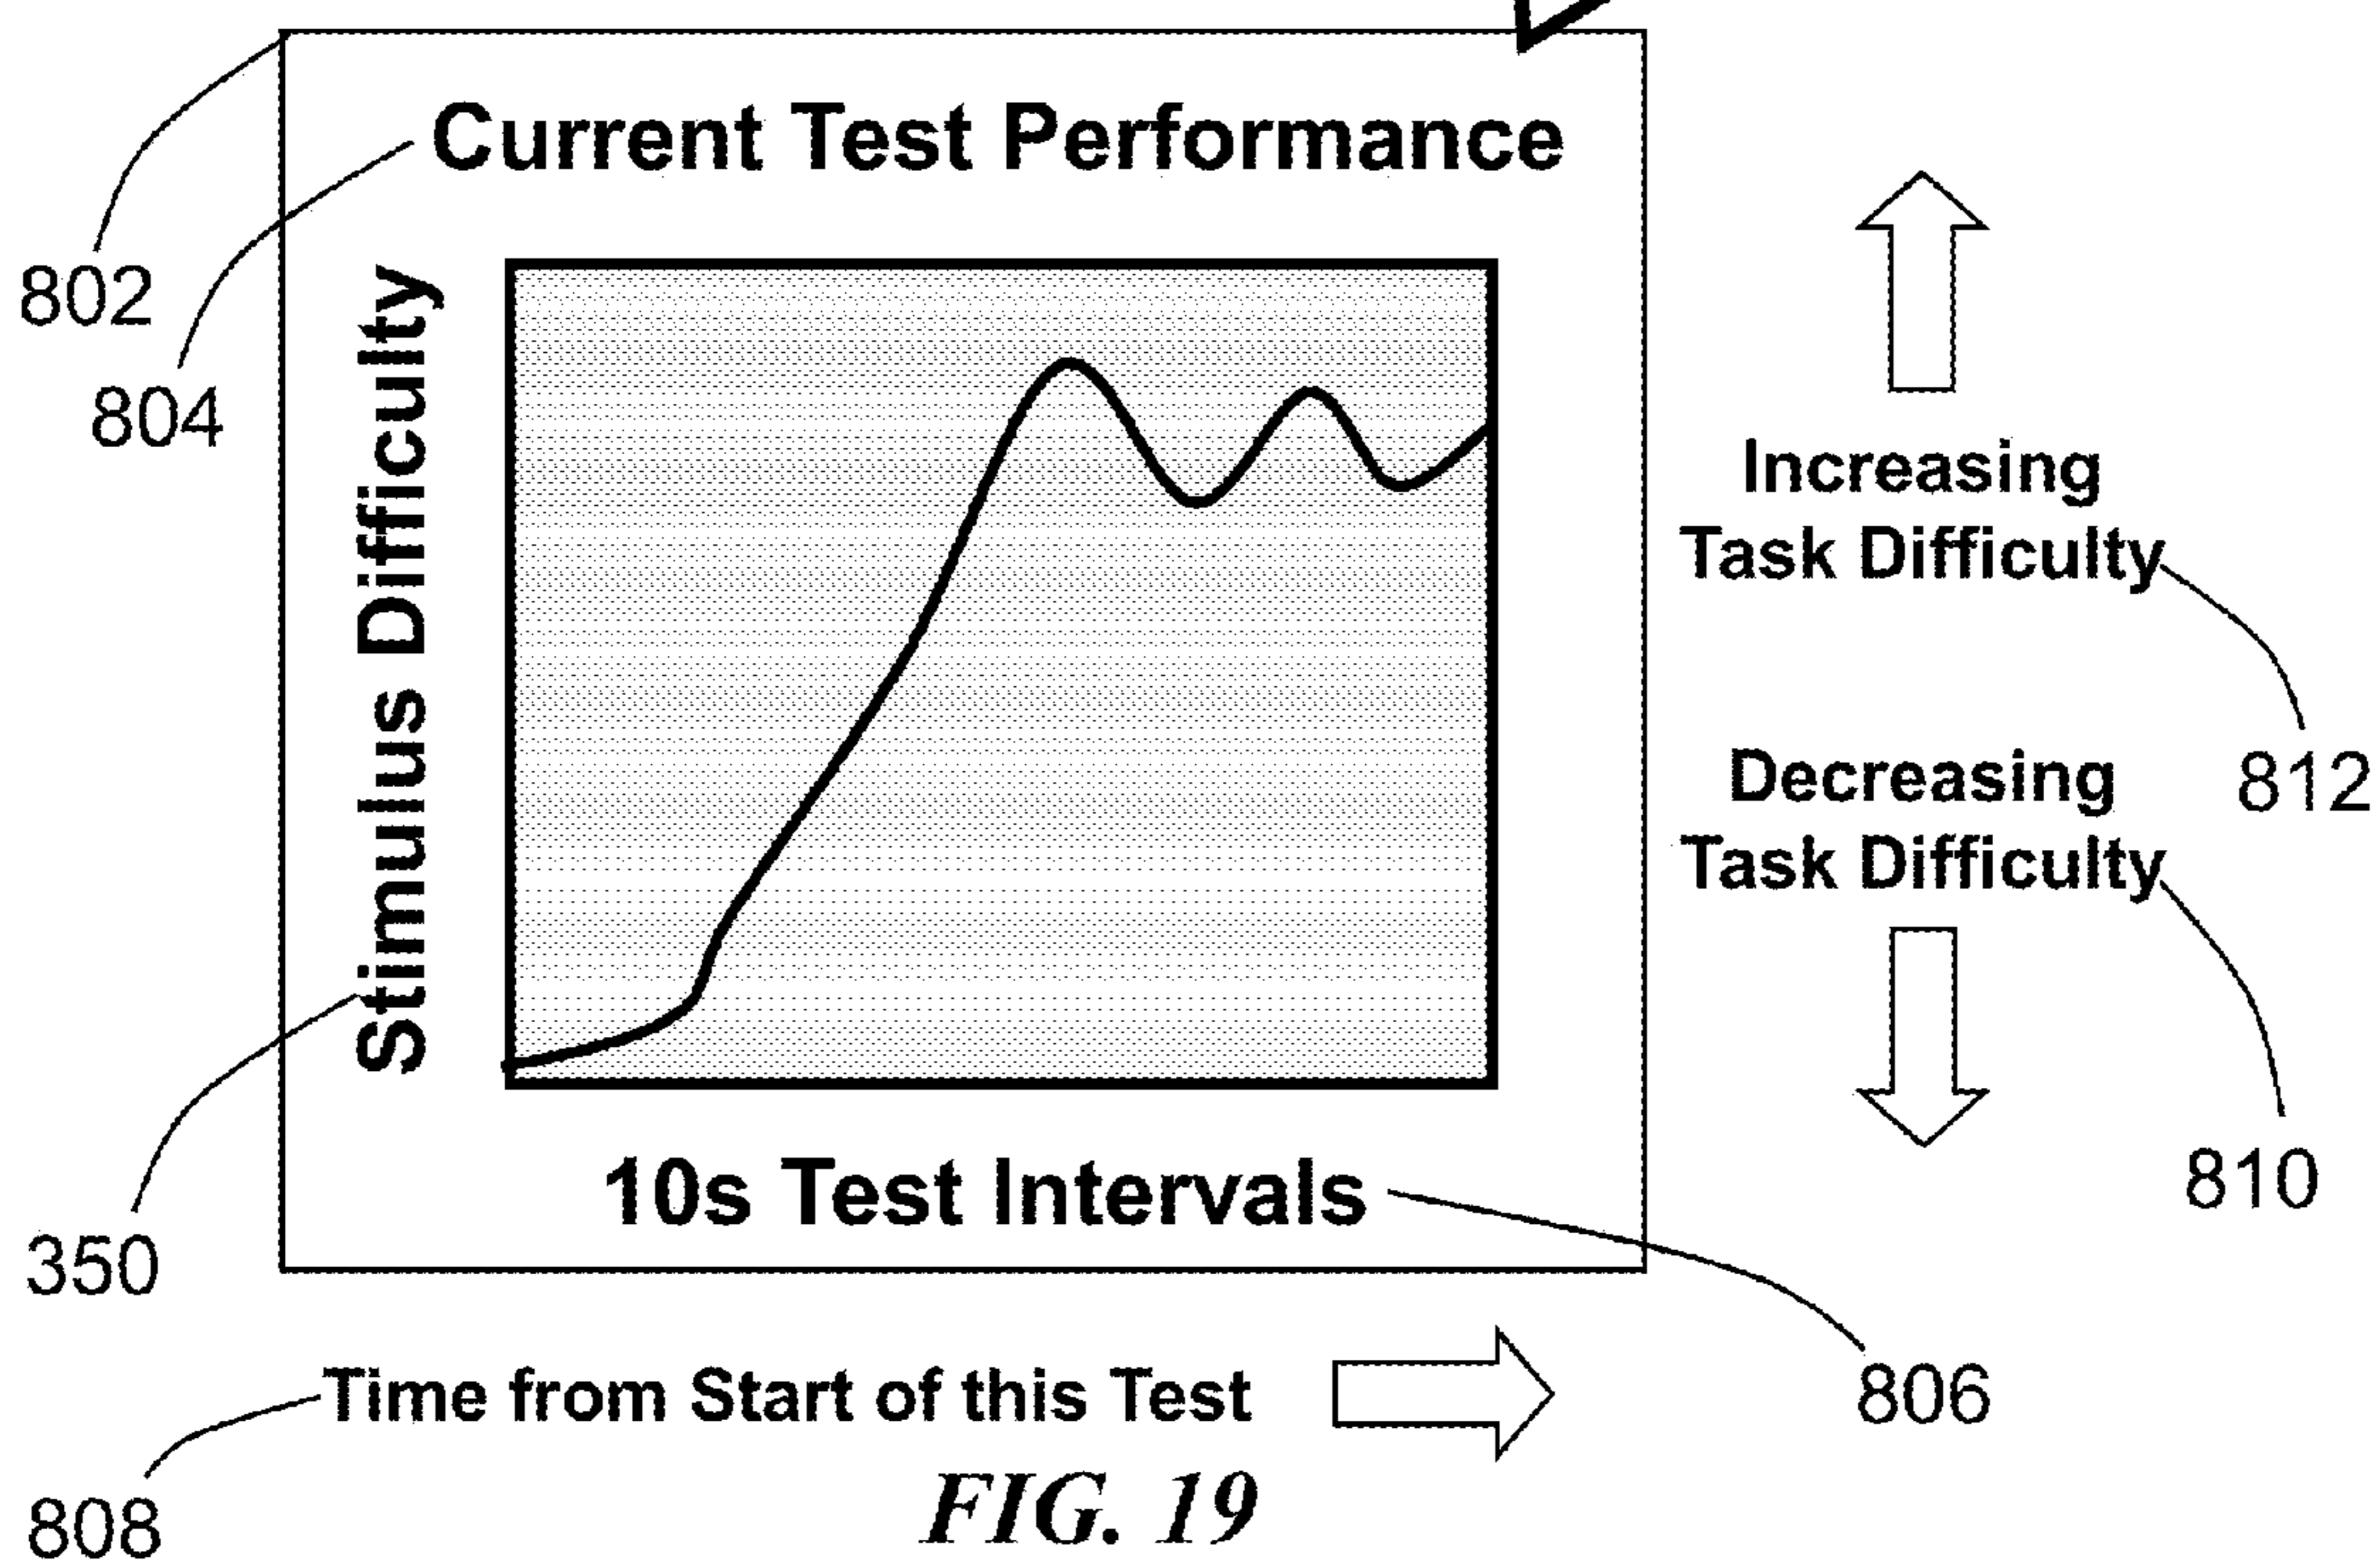 Current Test Performance
802
804
Stimulus Difficulty
Increasing
Task Difficulty
812
Decreasing
Task Difficulty
810
10s Test Intervals
350
806
Time from Start of this Test
808
FIG. 19